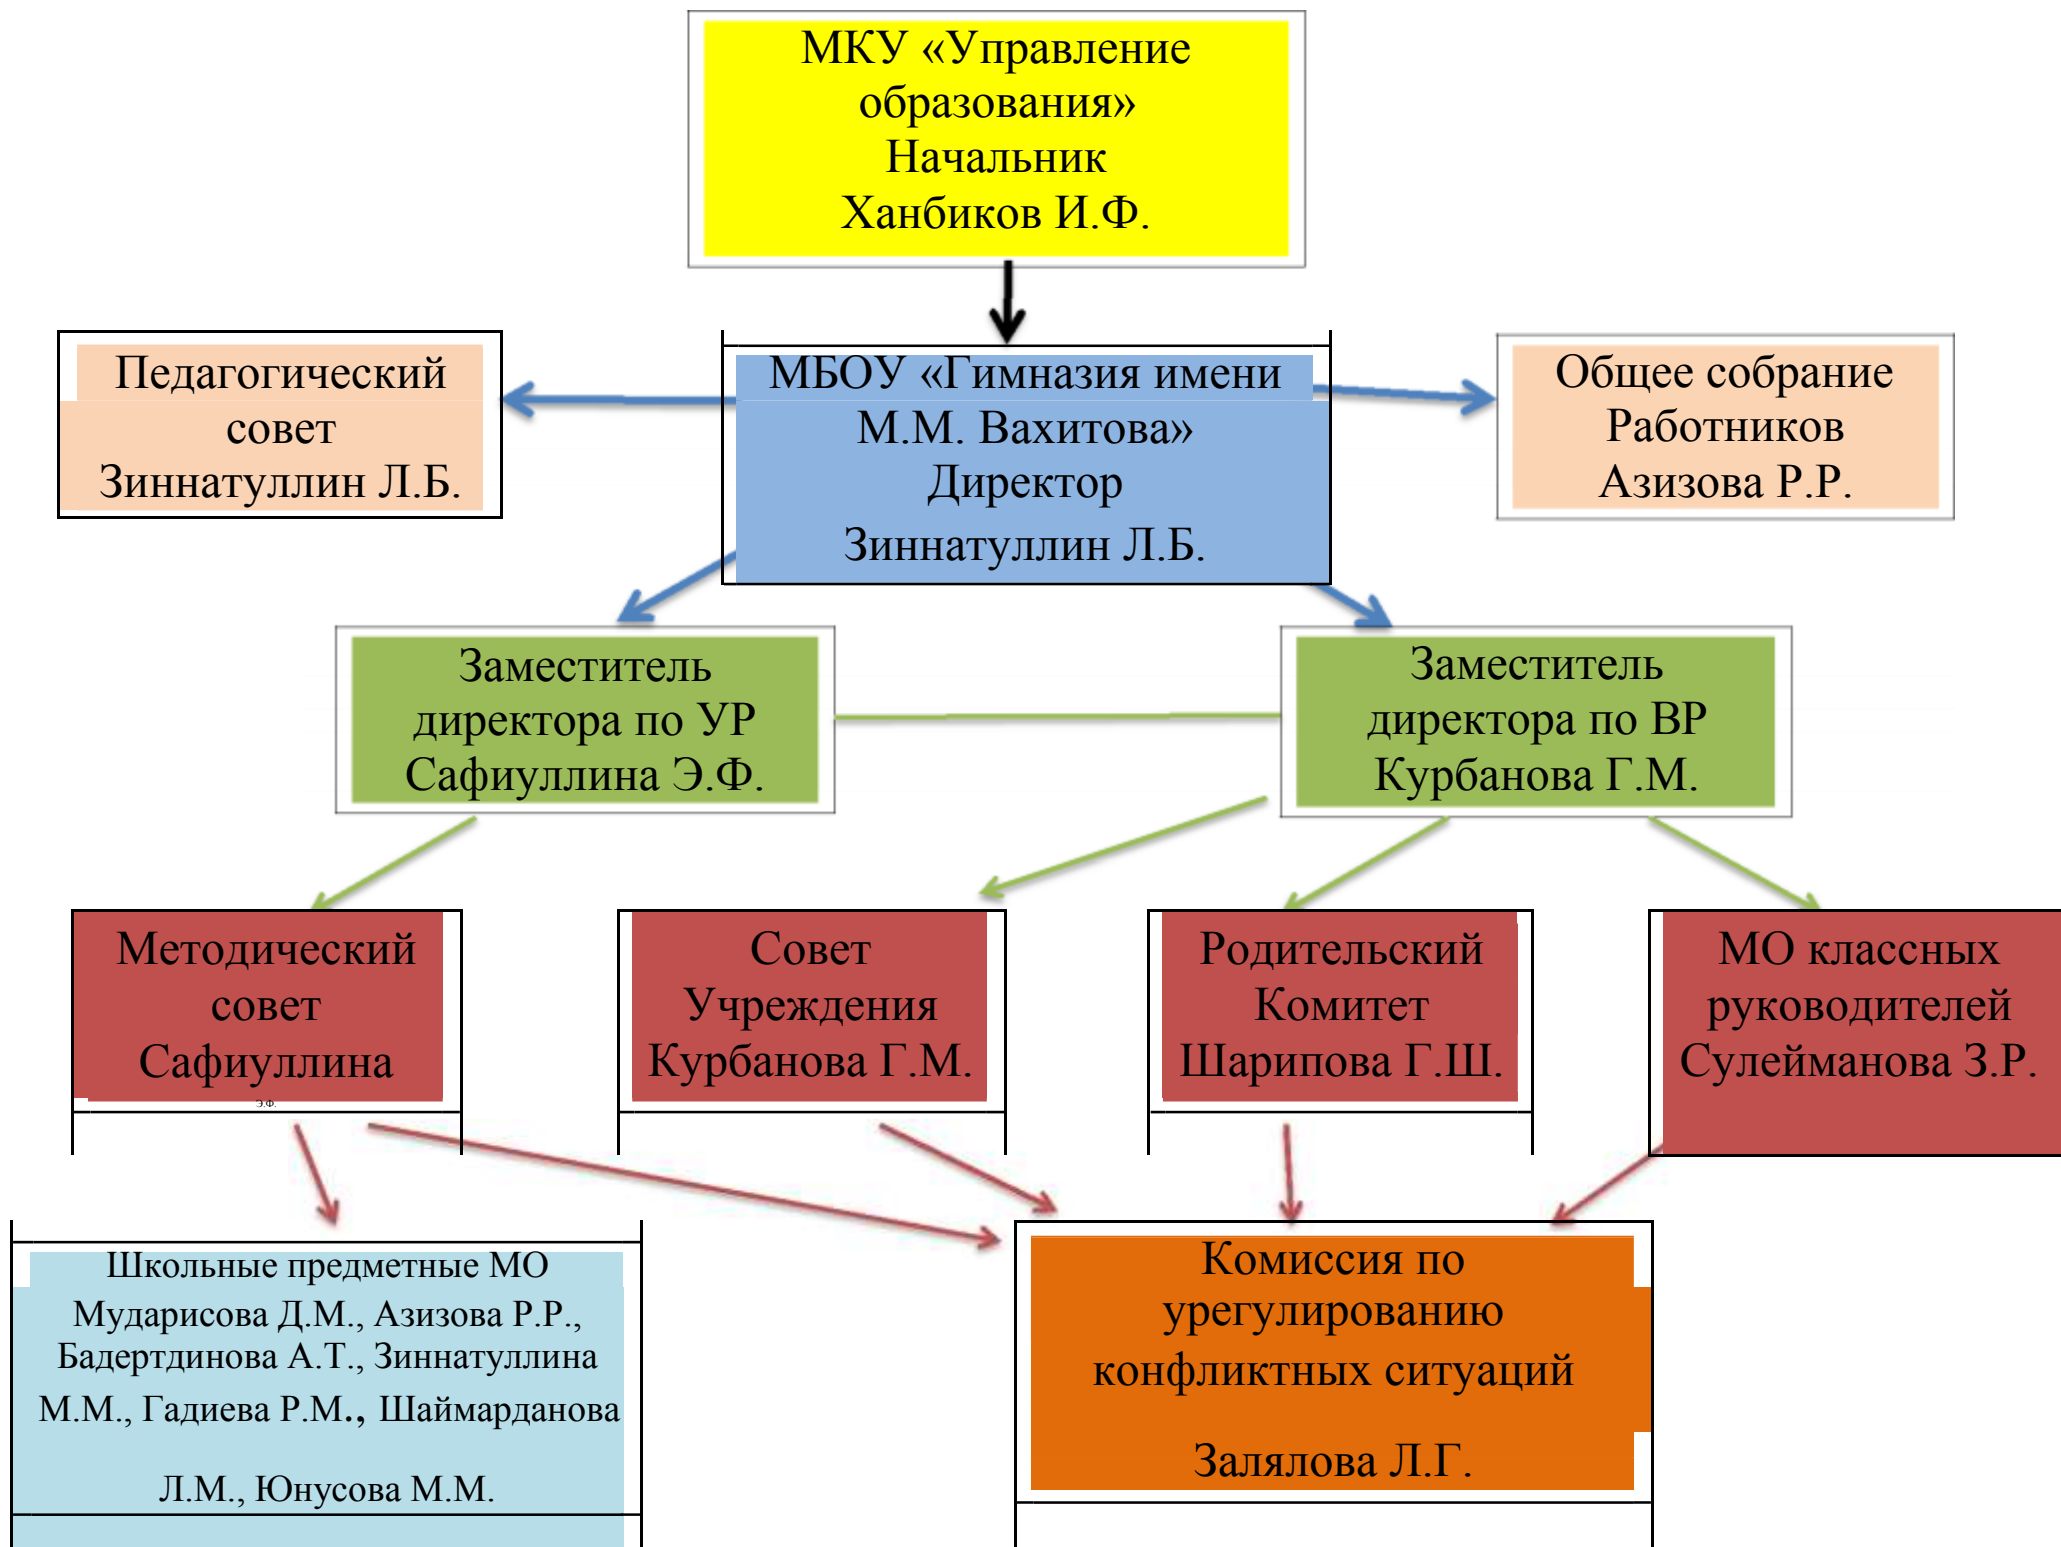 МКУ «Управление
образования»
Начальник
Ханбиков И.Ф.
Педагогический
совет
Зиннатуллин Л.Б.
МБОУ «Гимназия имени
М.М. Вахитова»
Директор
Зиннатуллин Л.Б.
Общее собрание
Работников
Азизова Р.Р.
Заместитель
директора по УР
Сафиуллина Э.Ф.
Заместитель
директора по ВР
Курбанова Г.М.
Методический
совет
Сафиуллина
Э.Ф.
Совет
Учреждения
Курбанова Г.М.
Родительский
Комитет
Шарипова Г.Ш.
МО классных
руководителей
Сулейманова З.Р.
Школьные предметные МО
Мударисова Д.М., Азизова Р.Р.,
Бадертдинова А.Т., Зиннатуллина
М.М., Гадиева Р.М., Шаймарданова
Л.М., Юнусова М.М.
Комиссия по
урегулированию
конфликтных ситуаций
Залялова Л.Г.